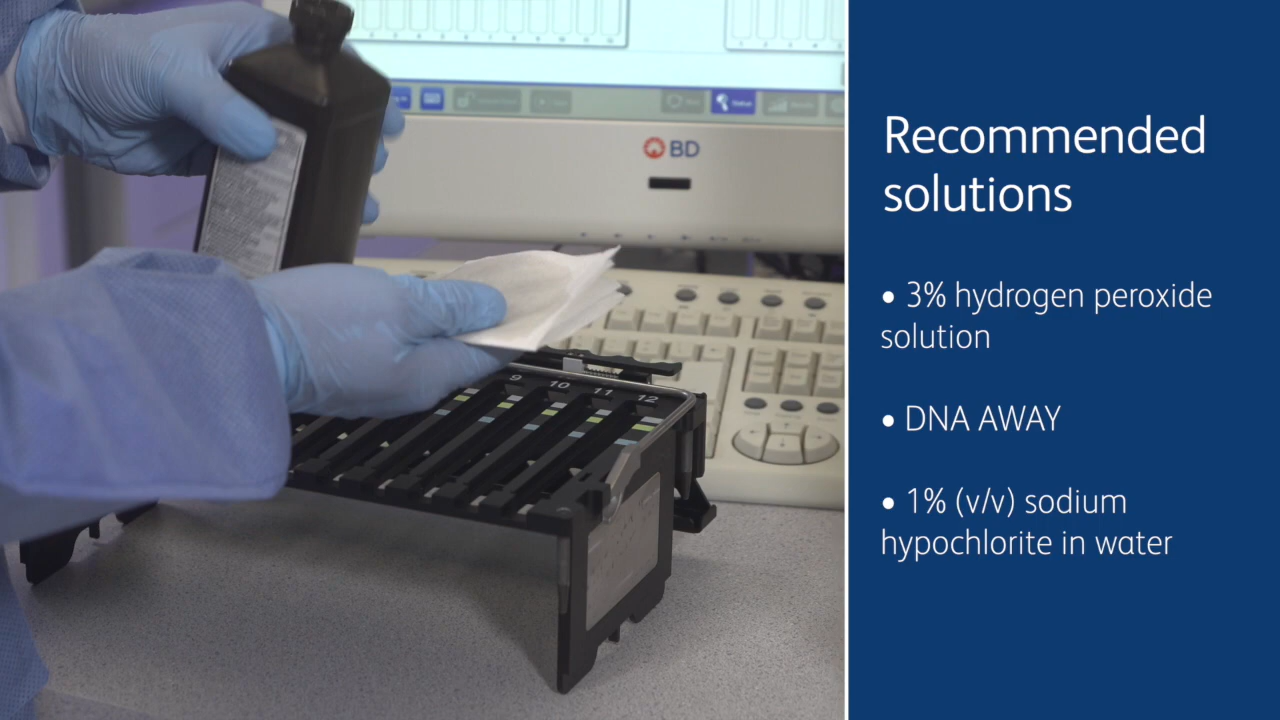 BD
9 10 11 12
Recommended
solutions
• 3% hydrogen peroxide
solution
• DNA AWAY
• 1% (v/v) sodium
hypochlorite in water